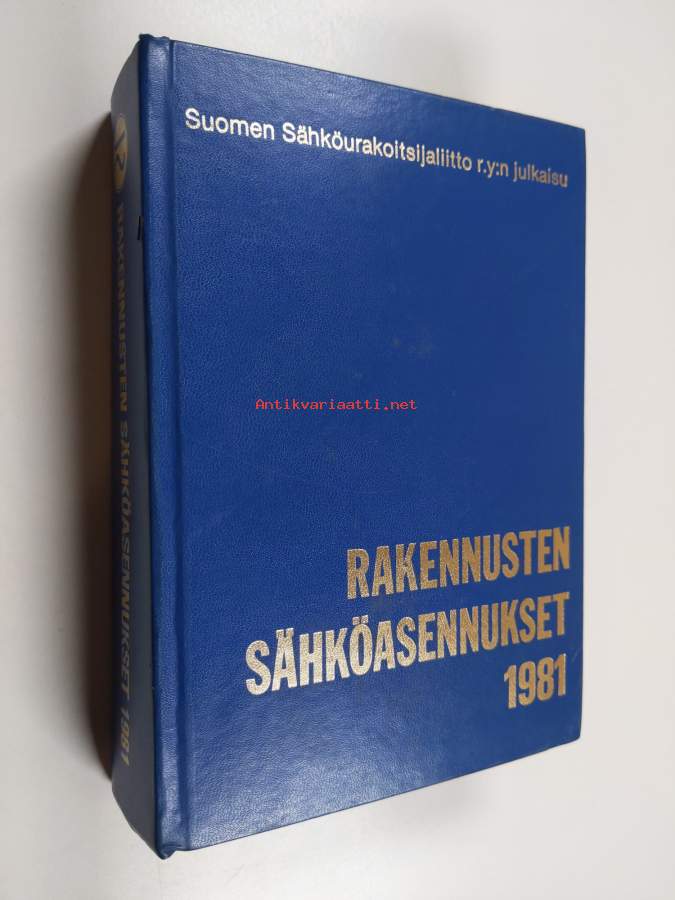 Suomen Sähköurakoitsijaliitto r.y:n julkaisu
Antikvariaatti.net
RAKENNUSTEN
SÄHKÖASENNUKSET
1981
RAKENNUSTEN SÄHKÖASENNUKSET 1981